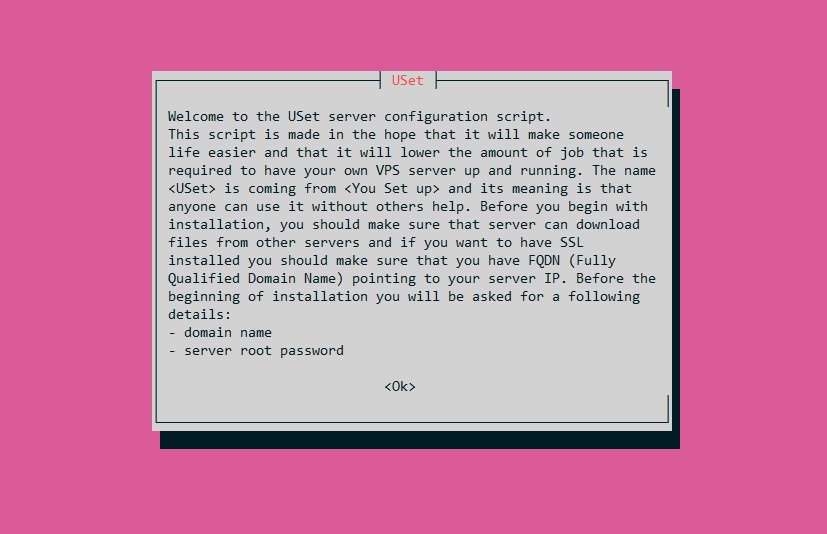 USet
Welcome to the USet server configuration script.
This script is made in the hope that it will make someone
life easier and that it will lower the amount of job that is
required to have your own VPS server up and running. The name
<USet> is coming from <You Set up> and its meaning is that
anyone can use it without others help. Before you begin with
installation, you should make sure that server can download
files from other servers and if you want to have SSL
installed you should make sure that you have FQDN (Fully
Qualified Domain Name) pointing to your server IP. Before the
beginning of installation you will be asked for a following
details:
- domain name
- server root password
<Ok>